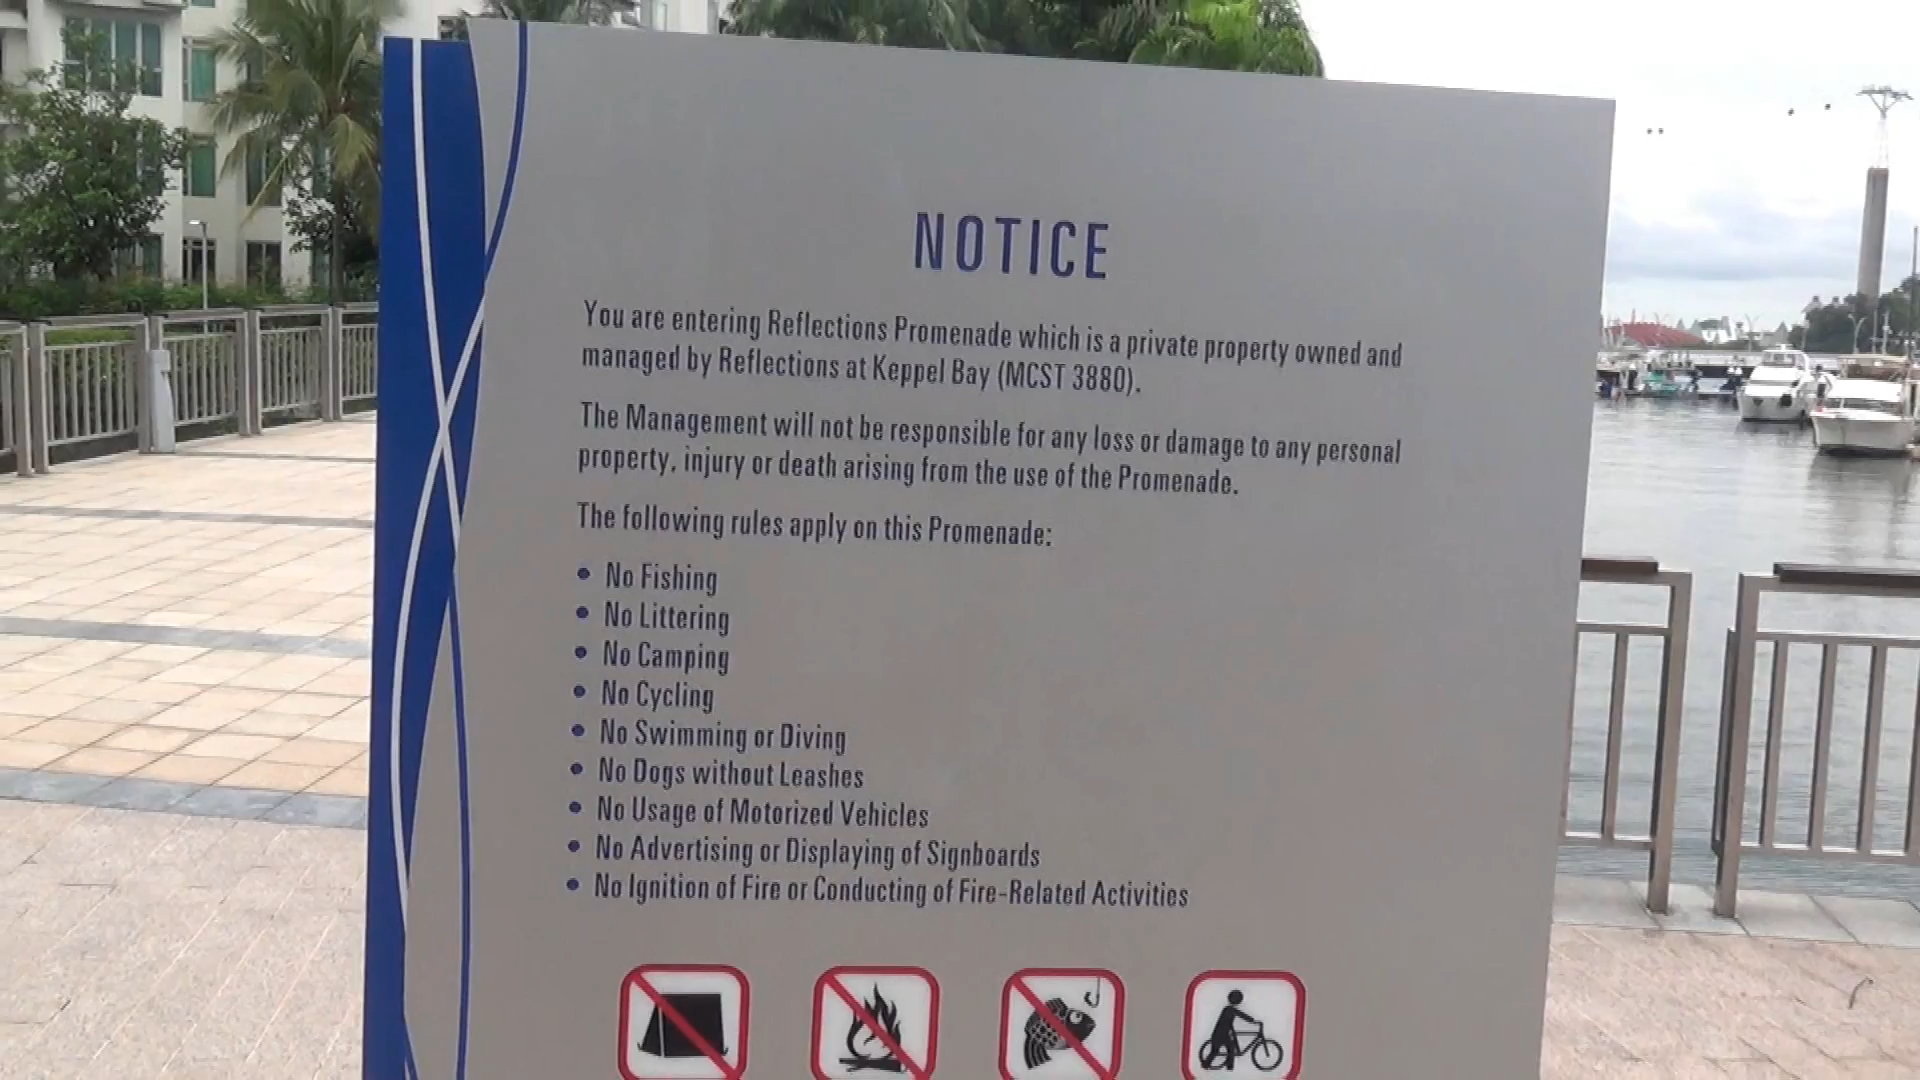 NOTICE
You are entering Reflections Promenade which is a private property owned and
managed by Reflections at Keppel Bay (MCST 3880).
The Management will not be responsible for any loss or damage to any personal
property, injury or death arising from the use of the Promenade.
The following rules apply on this Promenade:
• No Fishing
• No Littering
• No Camping
• No Cycling
• No Swimming or Diving
• No Dogs without Leashes
• No Usage of Motorized Vehicles
• No Advertising or Displaying of Signboards
• No Ignition of Fire or Conducting of Fire-Related Activities